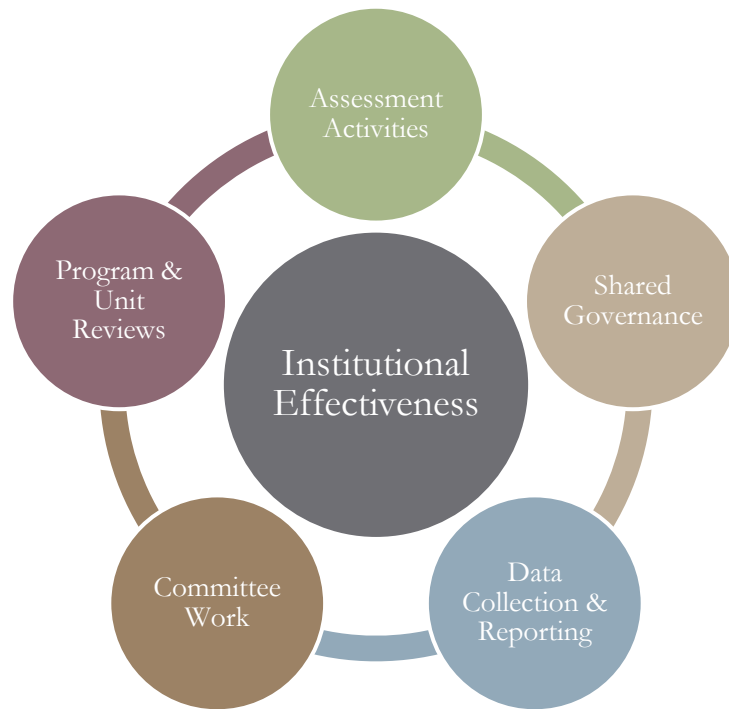 Assessment
Activities
Shared
Governance
Data
Collection &
Reporting
Committee
Work
Program &
Unit
Reviews
Institutional
Effectiveness